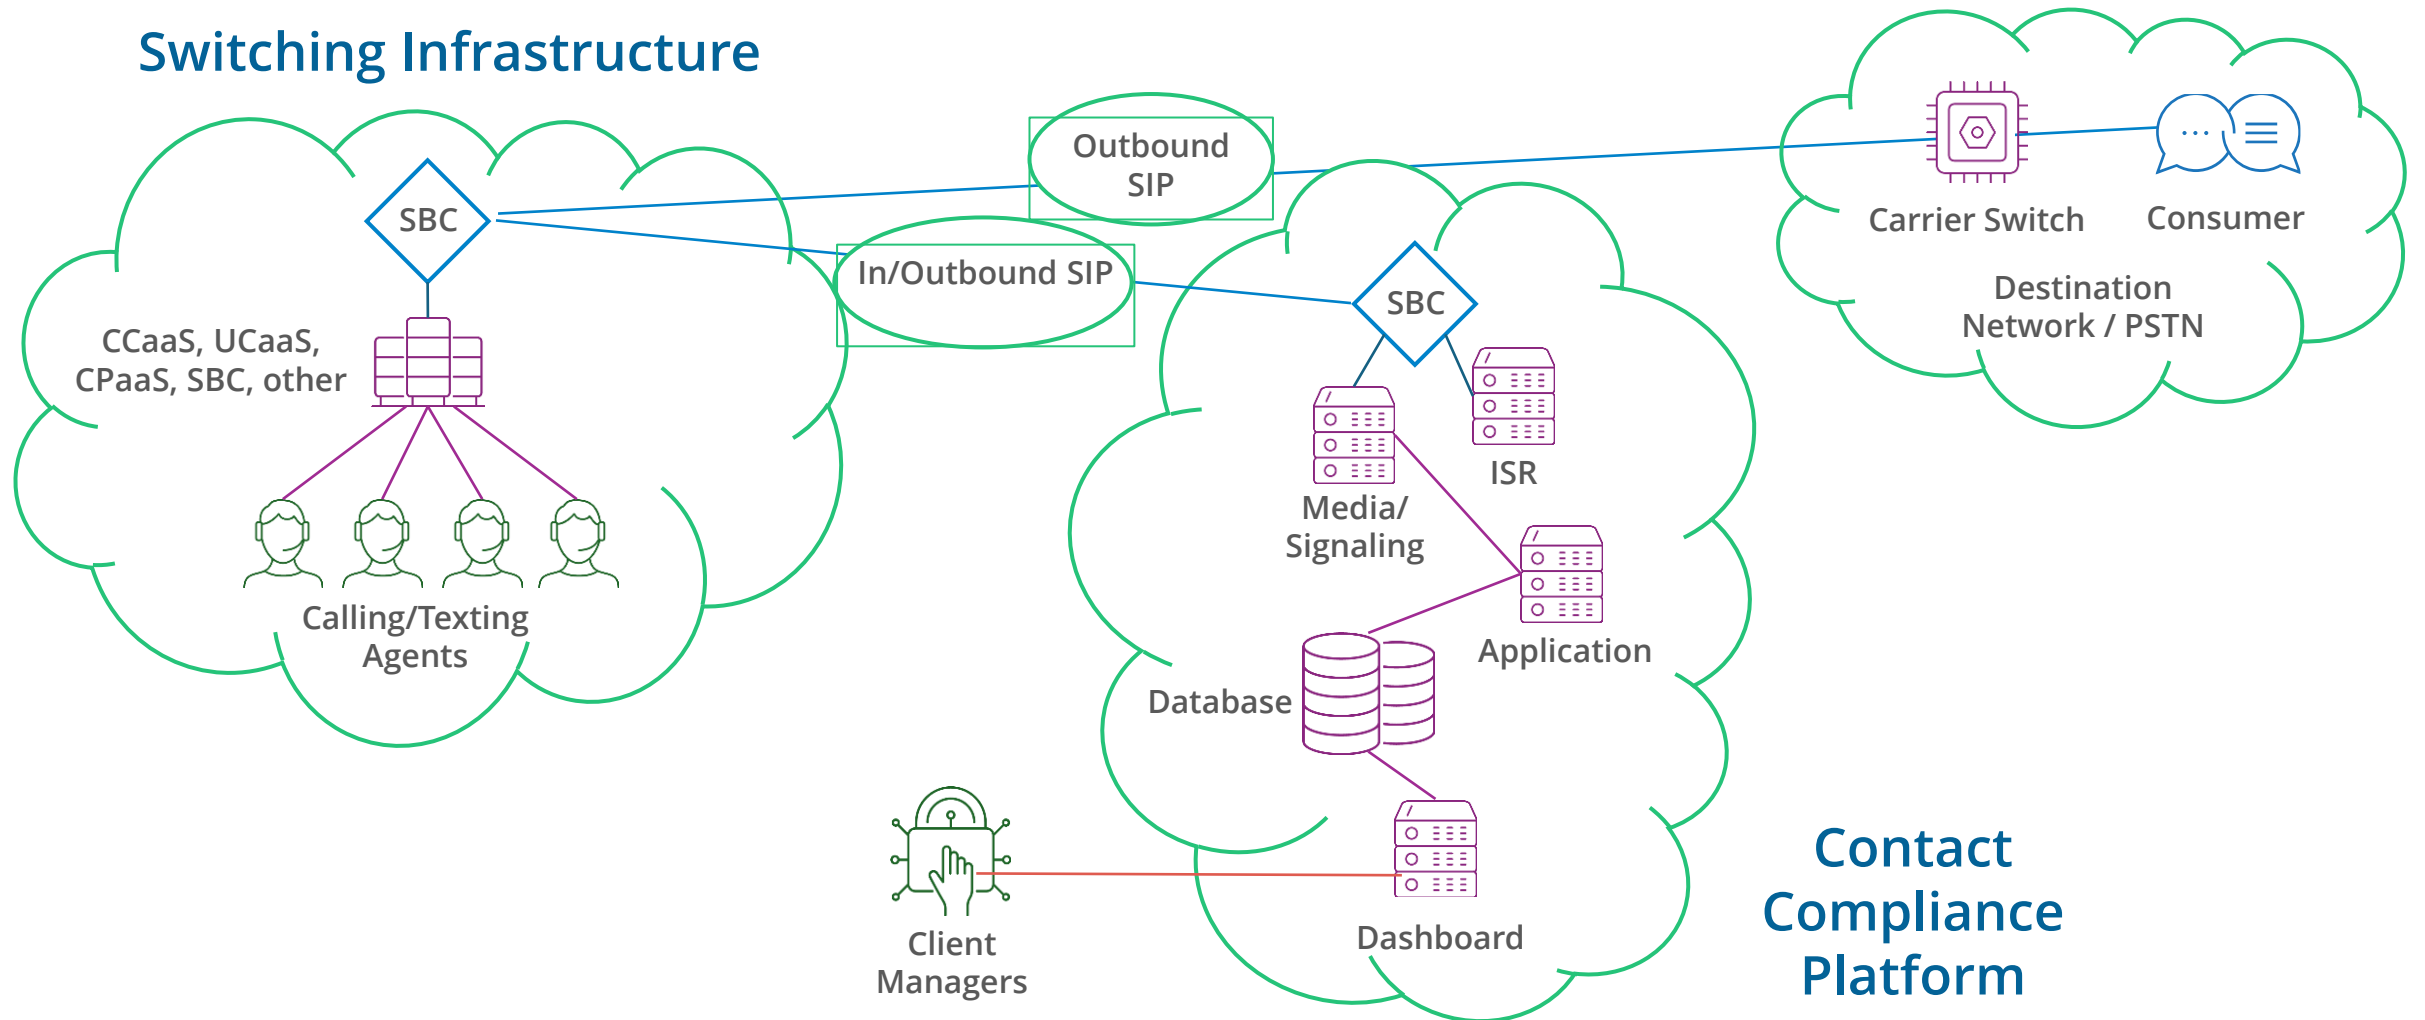 Switching Infrastructure
Outbound
SIP
SBC
In/Outbound SIP
Carrier Switch
Consumer
Destination
Network / PSTN
CCaaS, UCaaS,
CPaaS, SBC, other
SBC
ISR
Media/
Signaling
Calling/Texting
Agents
Application
Database
Dashboard
Client
Managers
Contact
Compliance
Platform